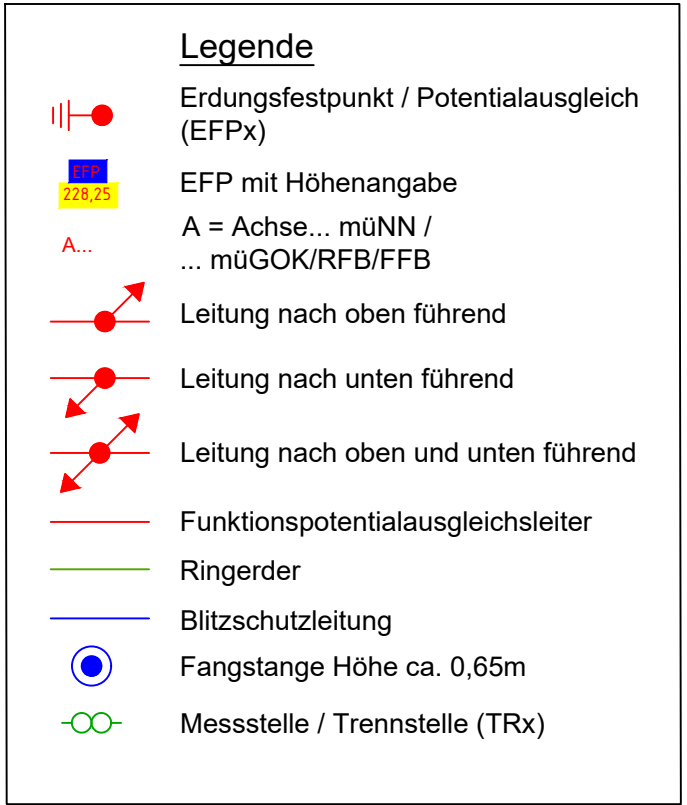 Legende
Erdungsfestpunkt / Potentialausgleich
(EFPx)
EFP
228,25
EFP mit Höhenangabe
A...
A = Achse... müNN /
... müGOK/RFB/FFB
Leitung nach oben führend
Leitung nach unten führend
Leitung nach oben und unten führend
Funktionspotentialausgleichsleiter
Ringerder
Blitzschutzleitung
Fangstange Höhe ca. 0,65m
Messstelle / Trennstelle (TRx)